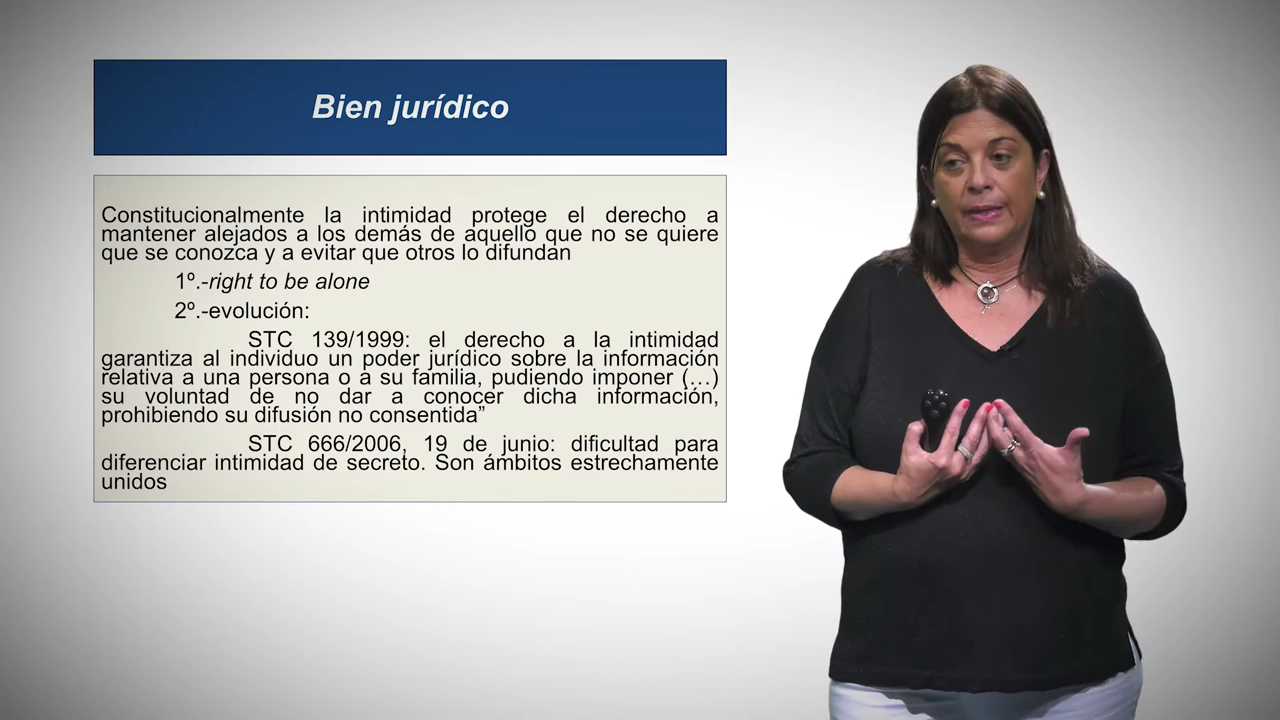 Bien jurídico
Constitucionalmente la intimidad protege el derecho a
mantener alejados a los demás de aquello que no se quiere
que se conozca y a evitar que otros lo difundan
1º.-right to be alone
2º.-evolución:
STC 139/1999: el derecho a la intimidad
garantiza al individuo un poder jurídico sobre la información
relativa a una persona o a su familia, pudiendo imponer (…)
su voluntad de no dar a conocer dicha información,
prohibiendo su difusión no consentida”
STC 666/2006, 19 de junio: dificultad para
diferenciar intimidad de secreto. Son ámbitos estrechamente
unidos